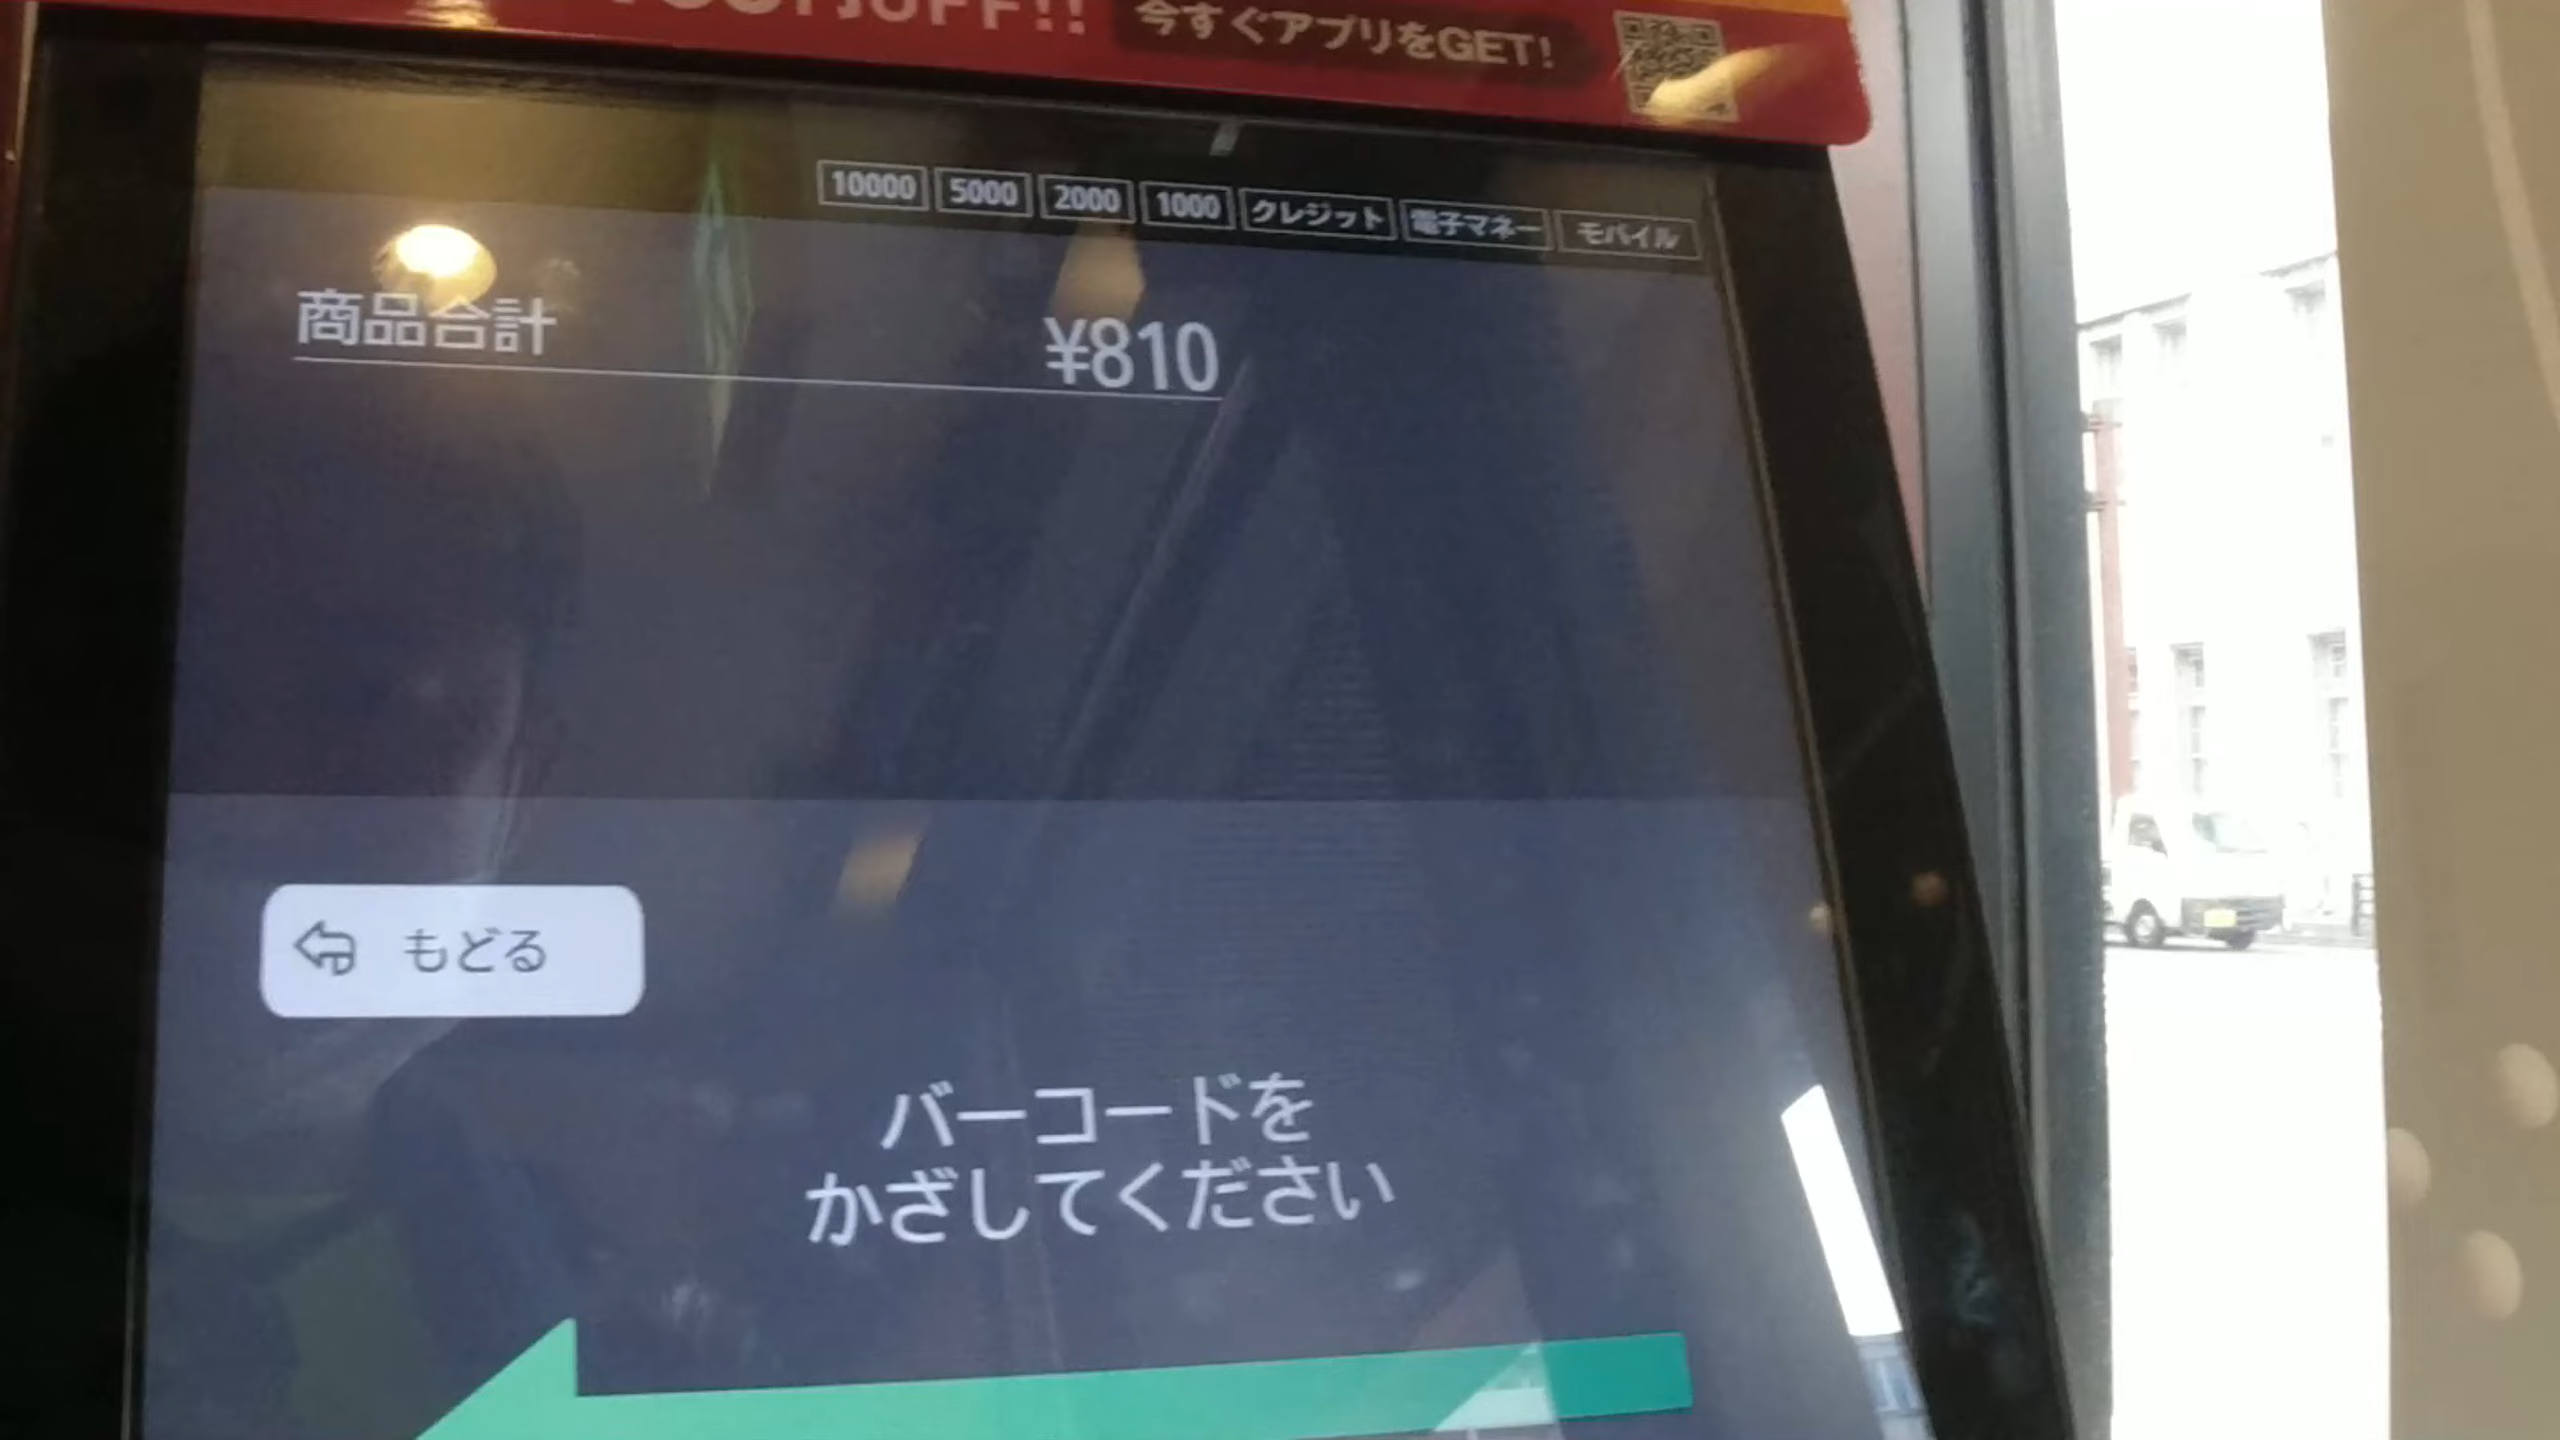 OFF!!
今すぐアプリをGET!
10000 5000 2000 1000 クレジット 電子マネー モバイル
商品合計 ¥810
もどる
バーコードを
かざしてください